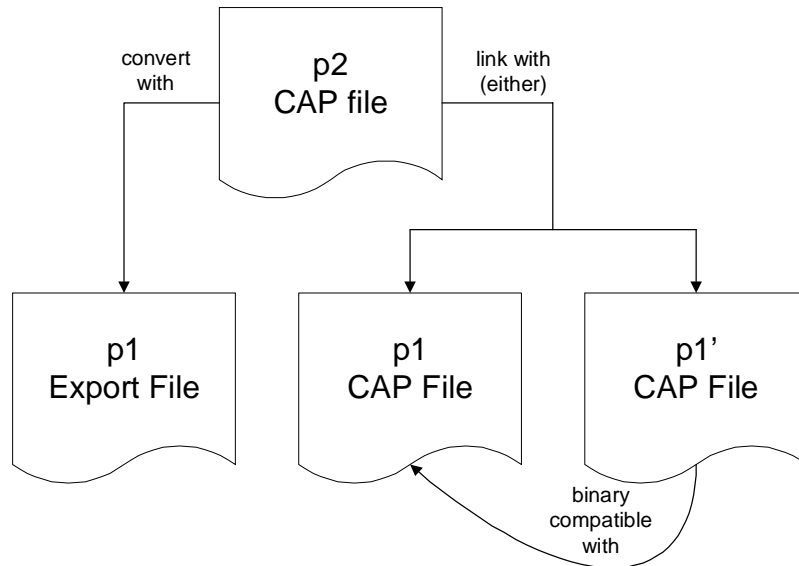 convert
with
p2
CAP file
link with
(either)
p1
Export File
p1
CAP File
p1’
CAP File
binary
compatible
with